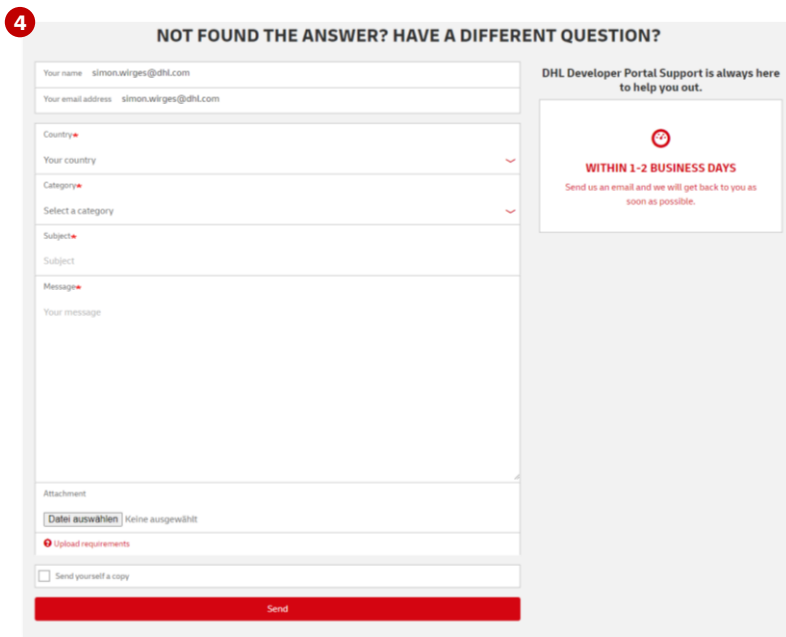 4
NOT FOUND THE ANSWER? HAVE A DIFFERENT QUESTION?
Your name simon.wirges@dhl.com
Your email address simon.wirges@dhl.com
Country*
Your country
Category*
Select a category
Subject*
Subject
Message*
Your message
Attachment
Datei auswählen Keine ausgewählt
? Upload requirements
Send yourself a copy
Send
DHL Developer Portal Support is always here
to help you out.
WITHIN 1-2 BUSINESS DAYS
Send us an email and we will get back to you as
soon as possible.